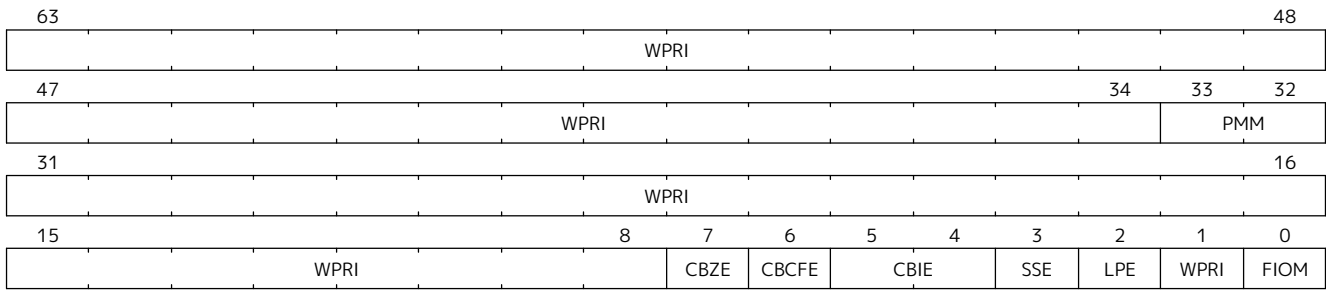 63 48
WPRI
47 34 33 32
WPRI PMM
31 16
WPRI
15 8 7 6 5 4 3 2 1 0
WPRI CBZE CBCFE CBIE SSE LPE WPRI FIOM